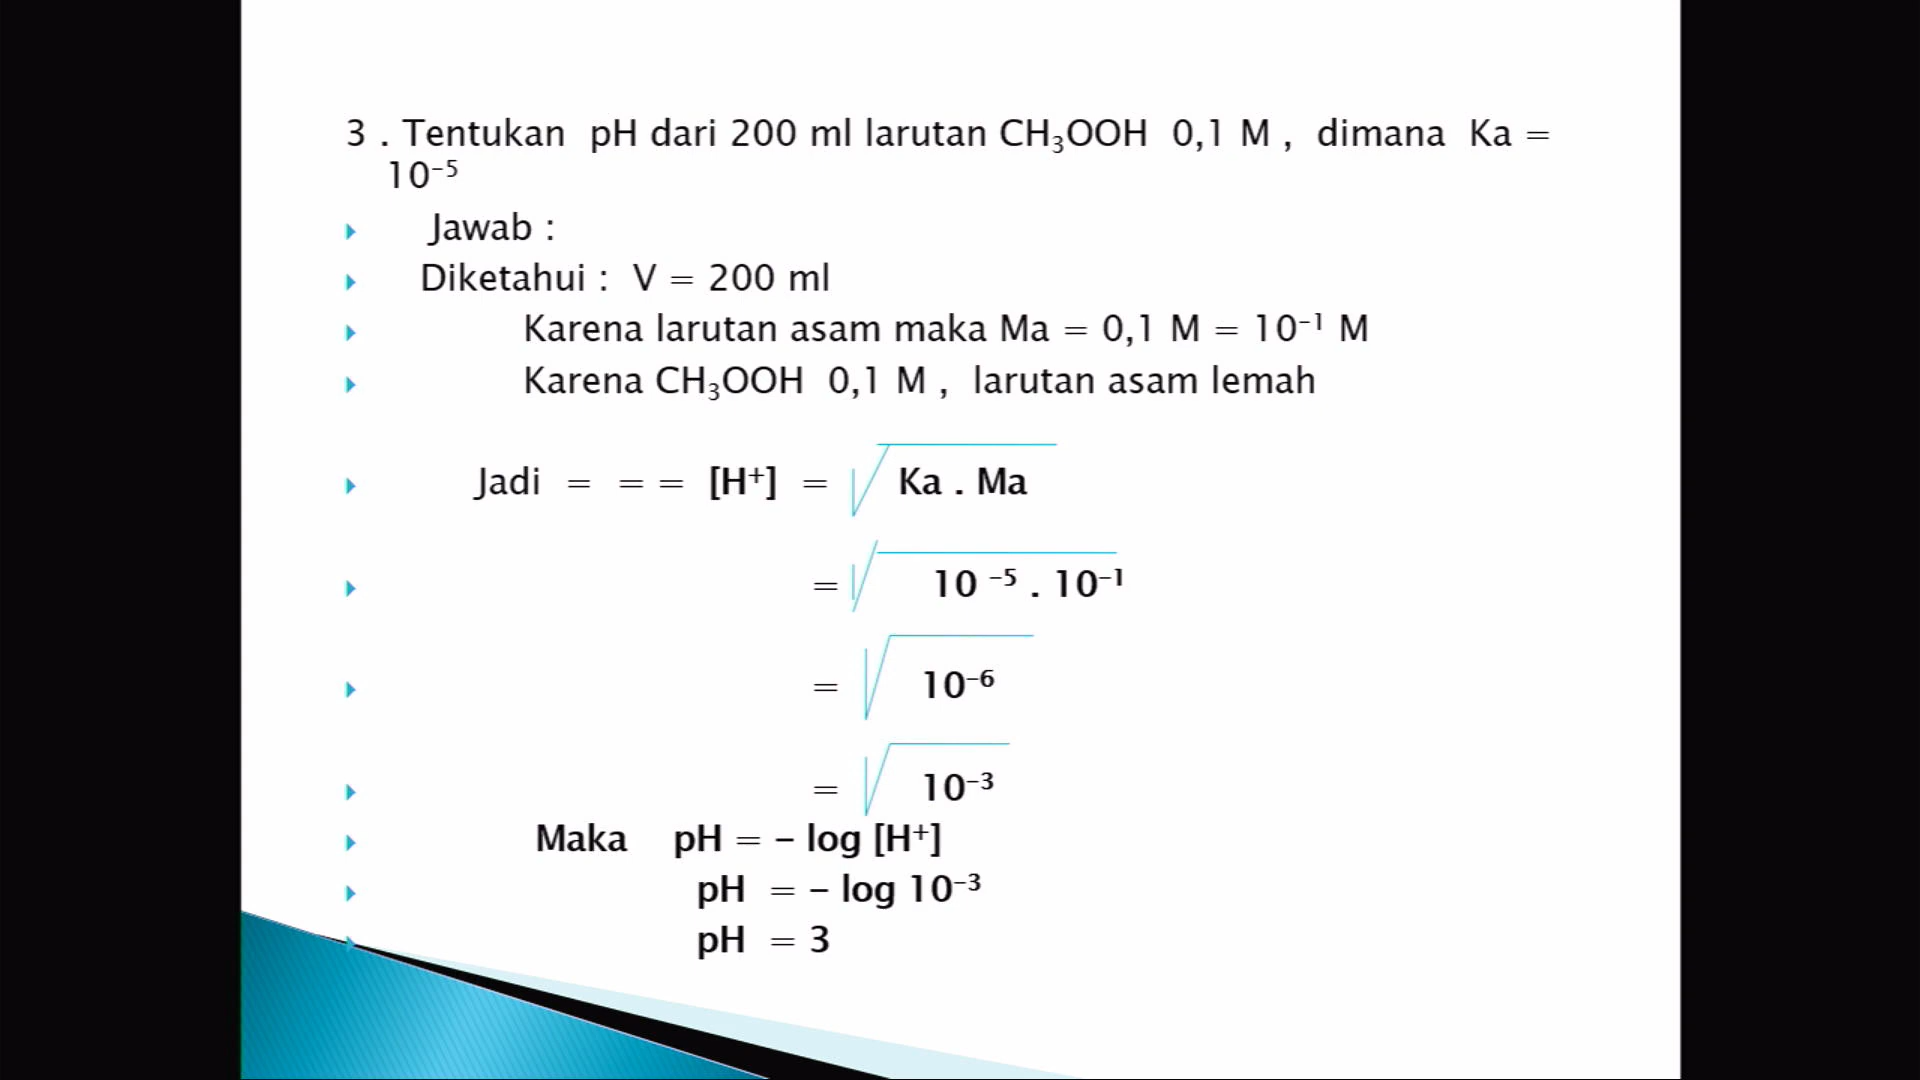 3 . Tentukan pH dari 200 ml larutan CH₃OOH 0,1 M , dimana Ka =
10⁻⁵
Jawab :
Diketahui : V = 200 ml
Karena larutan asam maka Ma = 0,1 M = 10⁻¹ M
Karena CH₃OOH 0,1 M , larutan asam lemah
Jadi = = = [H⁺] = √ Ka . Ma
= √ 10 ⁻⁵ . 10⁻¹
= √ 10⁻⁶
= √ 10⁻³
Maka pH = – log [H⁺]
pH = – log 10⁻³
pH = 3